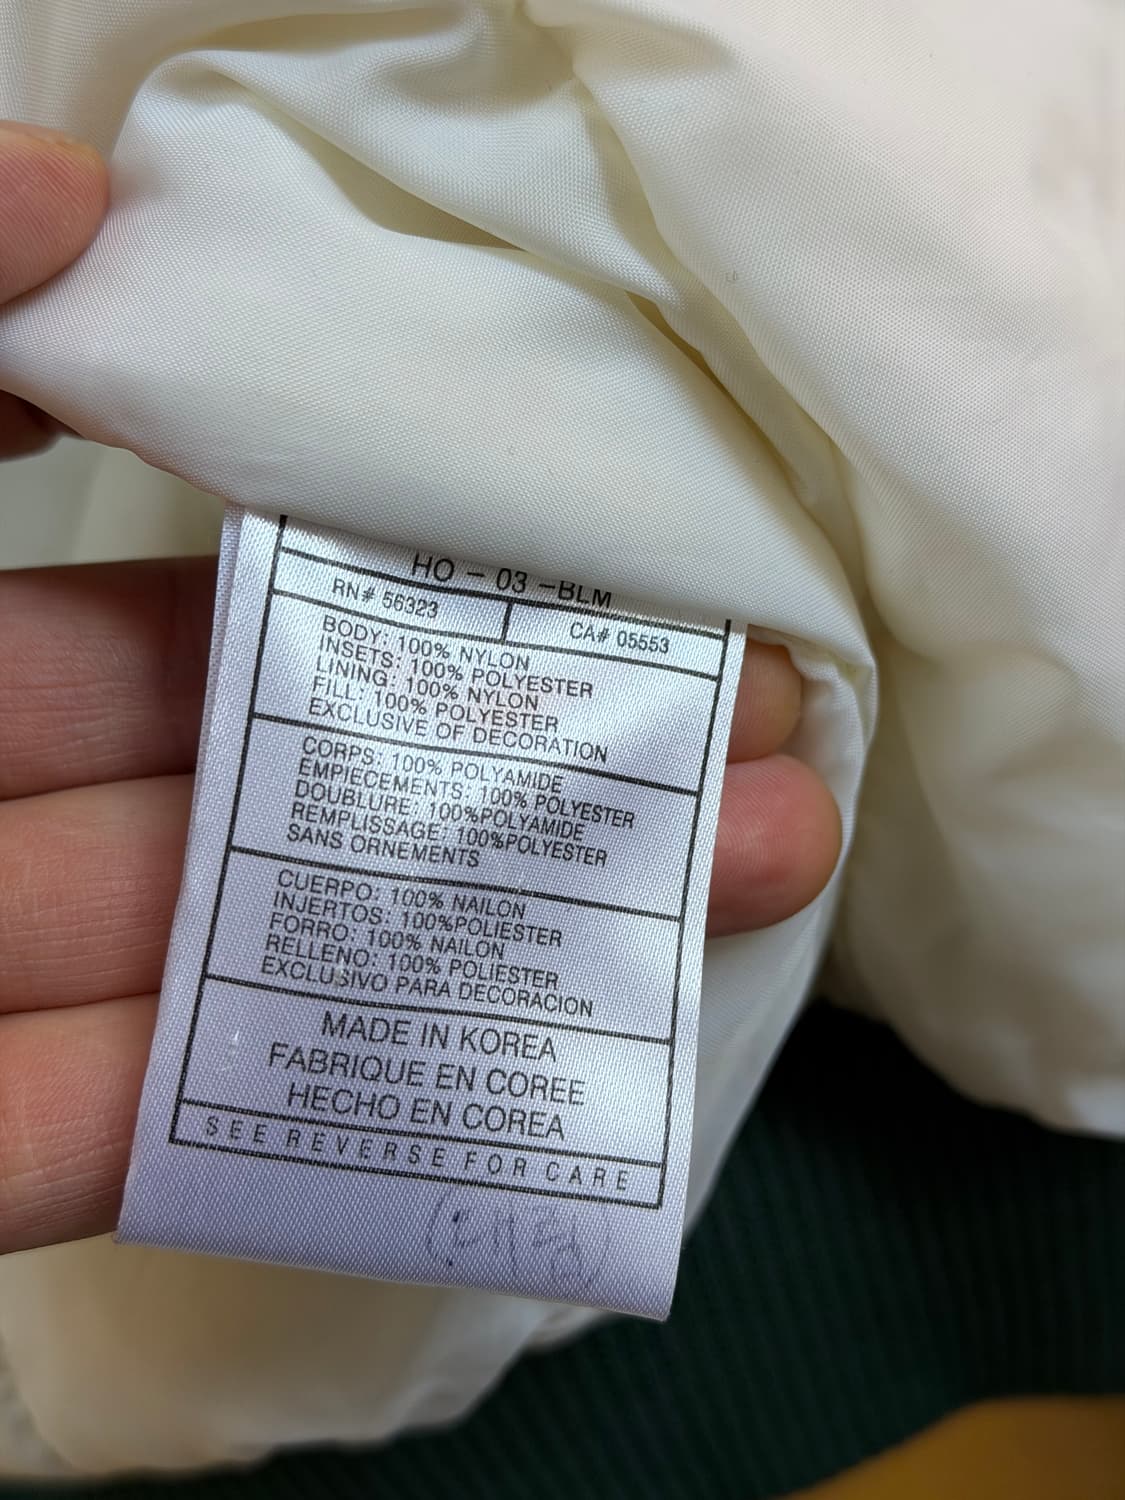 HO - 03 -BLM
RN# 56323
CA# 05553
BODY: 100% NYLON
INSETS: 100% POLYESTER
LINING: 100% NYLON
FILL: 100% POLYESTER
EXCLUSIVE OF DECORATION
CORPS: 100% POLYAMIDE
EMPIECEMENTS: 100% POLYESTER
DOUBLURE: 100%POLYAMIDE
REMPLISSAGE: 100%POLYESTER
SANS ORNEMENTS
CUERPO: 100% NAILON
INJERTOS: 100%POLIESTER
FORRO: 100% NAILON
RELLENO: 100% POLIESTER
EXCLUSIVO PARA DECORACION
MADE IN KOREA
FABRIQUE EN COREE
HECHO EN COREA
SEE REVERSE FOR CARE